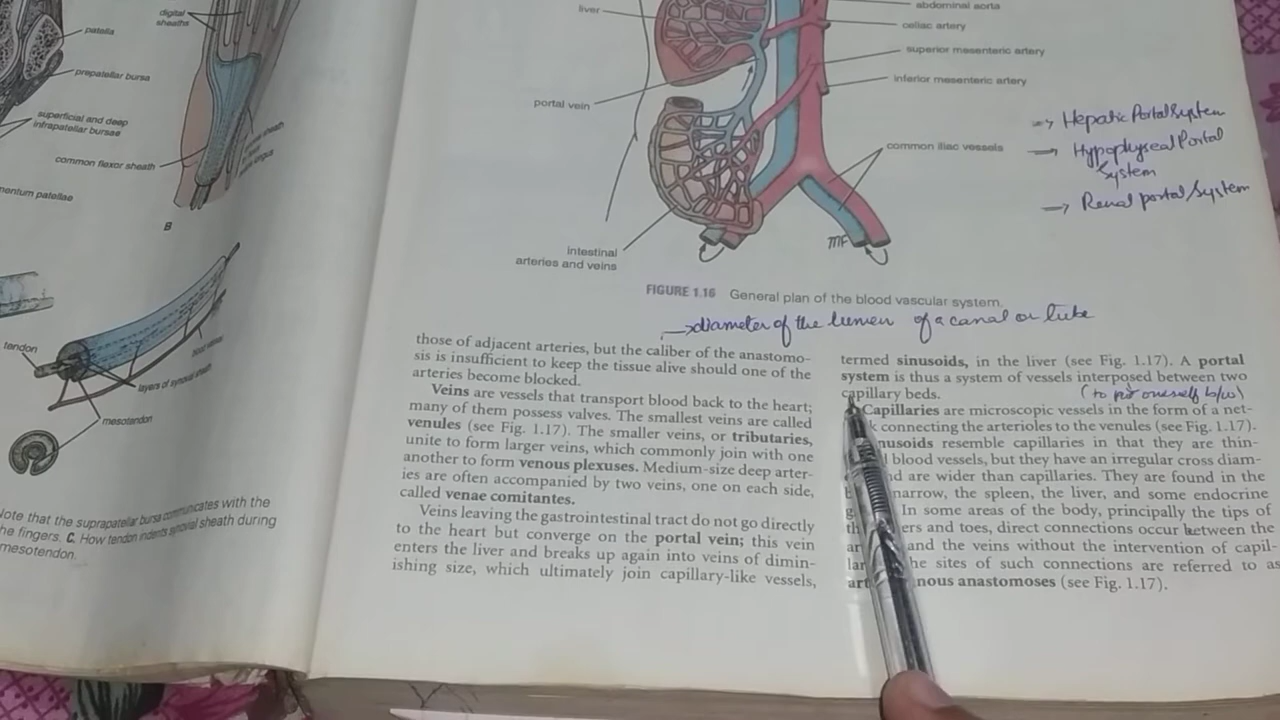 digital
sheaths
patella
prepatellar bursa
superficial and deep
infrapatellar bursae
common flexor sheath
mentum patellae
B
tendon
layers of synovial sheath
mesotendon
Note that the suprapatellar bursa communicates with the
he fingers. C. How tendon indents synovial sheath during
mesotendon.
liver
portal vein
intestinal
arteries and veins
abdominal aorta
celiac artery
superior mesenteric artery
inferior mesenteric artery
common iliac vessels
MF
→ Hepatic Portal System
→ Hypophyseal Portal
System
→ Renal portal System
FIGURE 1.16 General plan of the blood vascular system.
→ diameter of the lumen of a canal or tube
those of adjacent arteries, but the caliber of the anastomo-
sis is insufficient to keep the tissue alive should one of the
arteries become blocked.
Veins are vessels that transport blood back to the heart;
many of them possess valves. The smallest veins are called
venules (see Fig. 1.17). The smaller veins, or tributaries,
unite to form larger veins, which commonly join with one
another to form venous plexuses. Medium-size deep arter-
ies are often accompanied by two veins, one on each side,
called venae comitantes.
Veins leaving the gastrointestinal tract do not go directly
to the heart but converge on the portal vein; this vein
enters the liver and breaks up again into veins of dimin-
ishing size, which ultimately join capillary-like vessels,
termed sinusoids, in the liver (see Fig. 1.17). A portal
system is thus a system of vessels interposed between two
capillary beds.
(to put oneself b/w)
Capillaries are microscopic vessels in the form of a net-
k connecting the arterioles to the venules (see Fig. 1.17).
nusoids resemble capillaries in that they are thin-
blood vessels, but they have an irregular cross diam-
nd are wider than capillaries. They are found in the
narrow, the spleen, the liver, and some endocrine
In some areas of the body, principally the tips of
ers and toes, direct connections occur between the
and the veins without the intervention of capil-
he sites of such connections are referred to as
nous anastomoses (see Fig. 1.17).